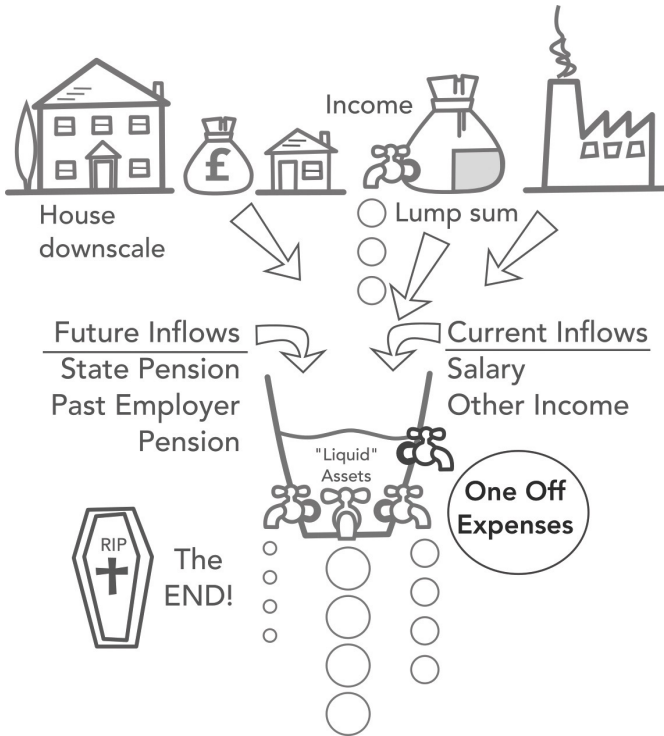 Income
£
House
downscale
Lump sum
Future Inflows
State Pension
Past Employer
Pension
Current Inflows
Salary
Other Income
"Liquid"
Assets
One Off
Expenses
RIP
The
END!